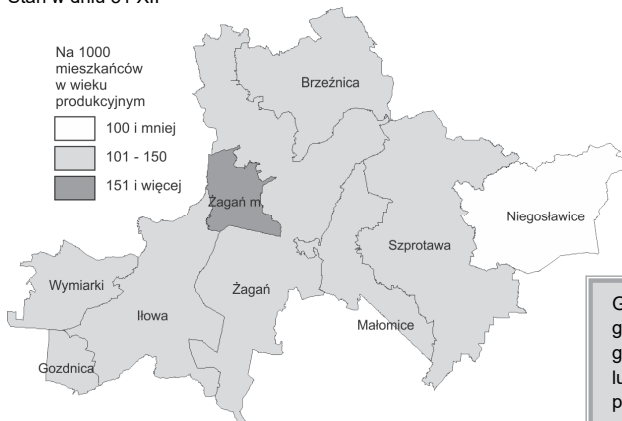 Stan w dniu 31 XII
Na 1000
mieszkańców
w wieku
produkcyjnym
100 i mniej
101 - 150
151 i więcej
Brzeźnica
Żagań m.
Niegosławice
Szprotawa
Wymiarki
Żagań
Iłowa
Małomice
Gozdnica
G
g
g
lu
p